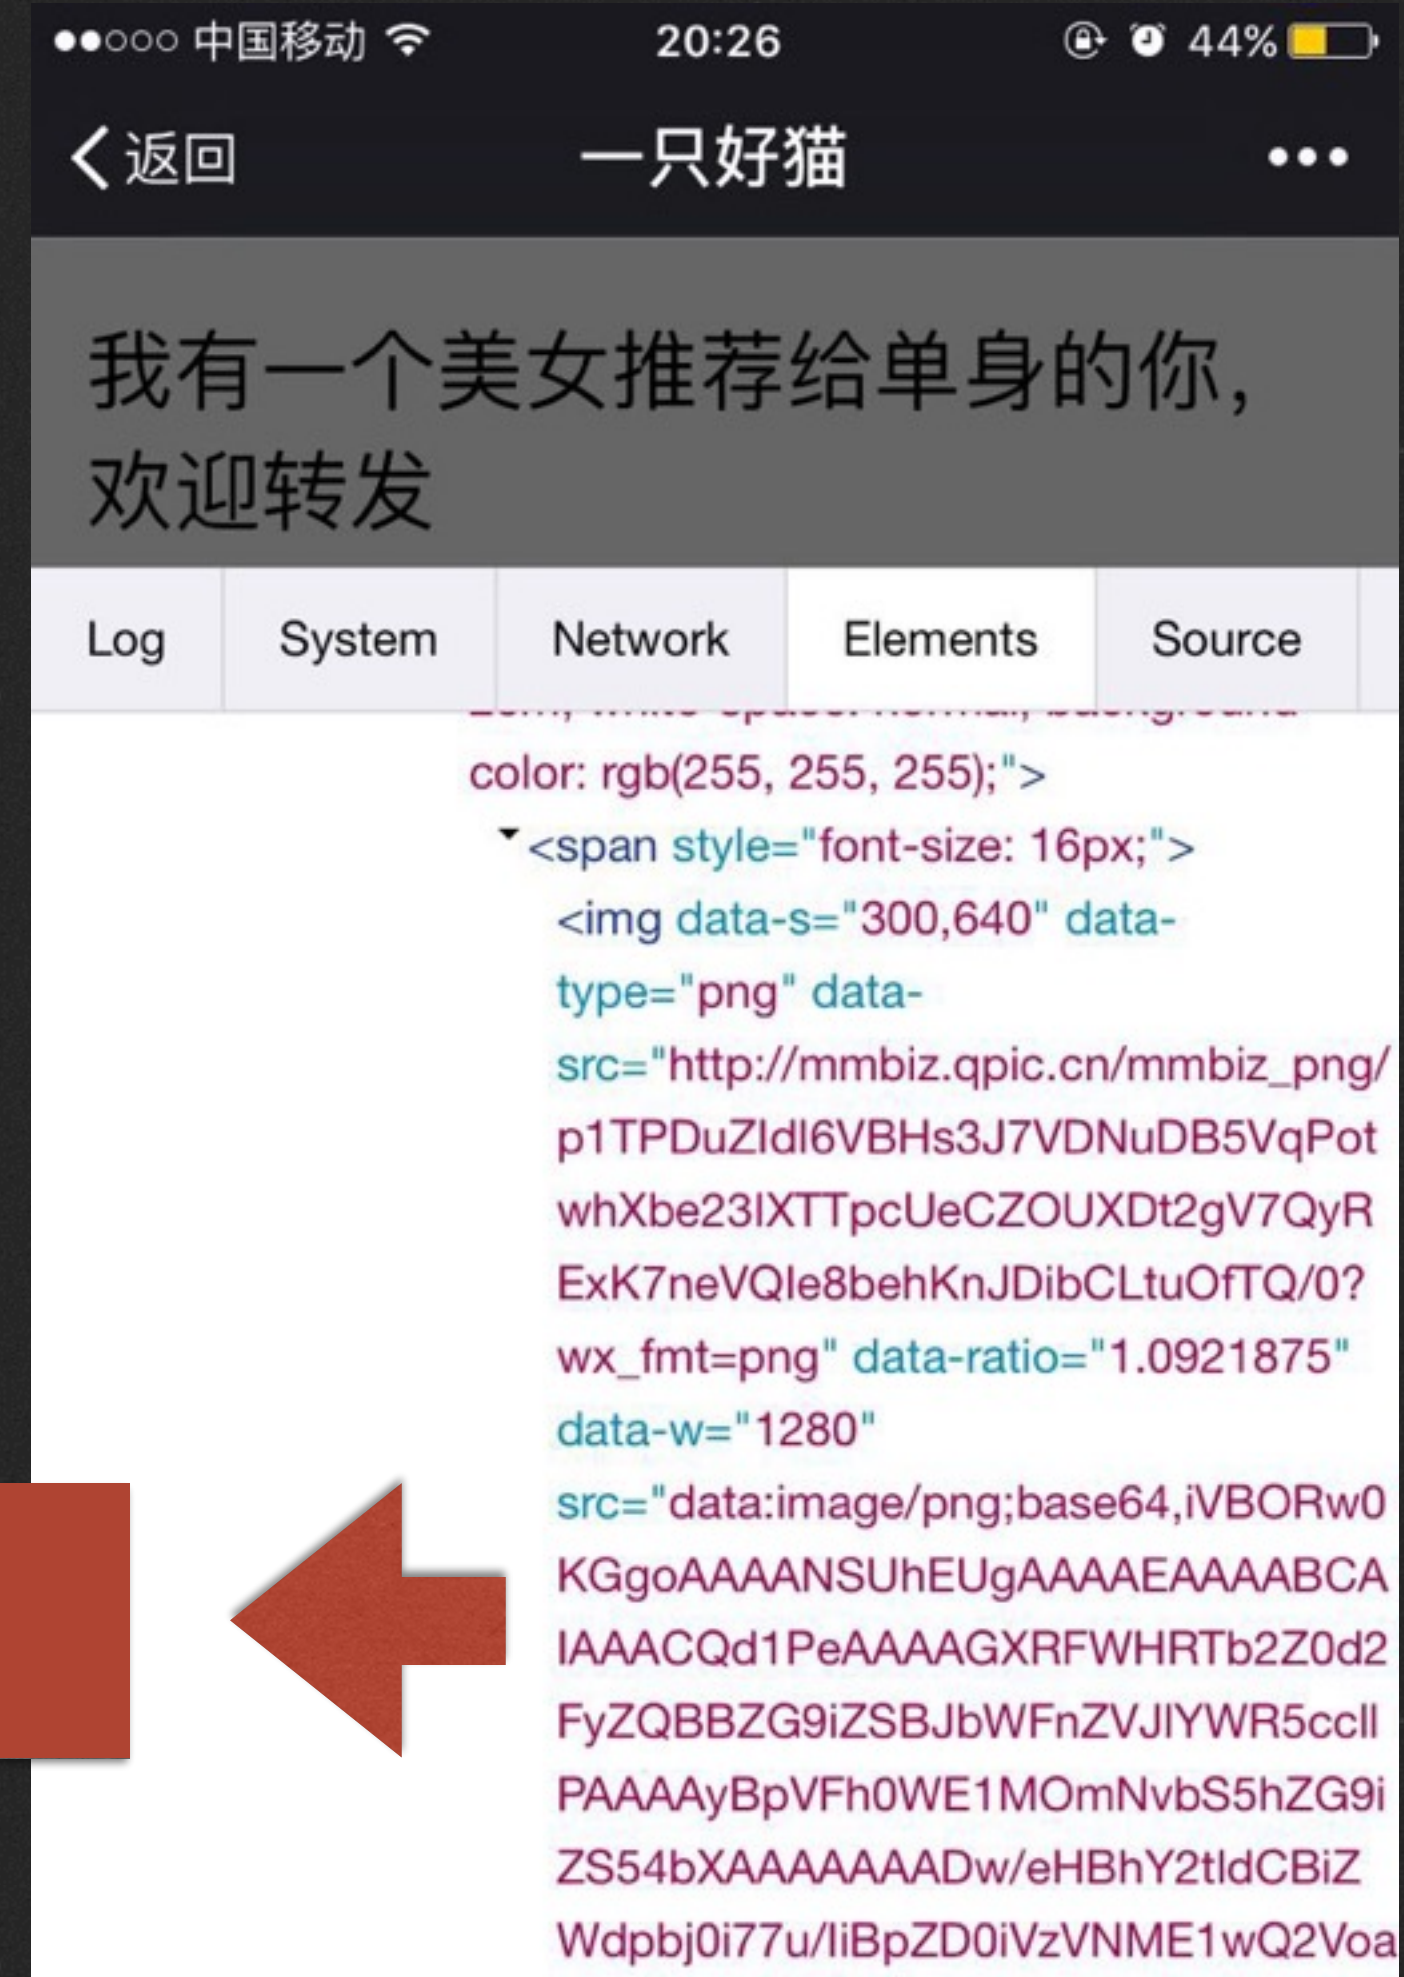 中国移动 20:26 44%
返回 一只好猫 •••
我有一个美女推荐给单身的你,
欢迎转发
Log System Network Elements Source
color: rgb(255, 255, 255);">
<span style="font-size: 16px;">
<img data-s="300,640" data-
type="png" data-
src="http://mmbiz.qpic.cn/mmbiz_png/
p1TPDuZIdl6VBHs3J7VDNuDB5VqPot
whXbe23lXTTpcUeCZOUXDt2gV7QyR
ExK7neVQIe8behKnJDibCLtuOfTQ/0?
wx_fmt=png" data-ratio="1.0921875"
data-w="1280"
src="data:image/png;base64,iVBORw0
KGgoAAAANSUhEUgAAAAEAAAABCA
IAAACQd1PeAAAAGXRFWHRTb2Z0d2
FyZQBBZG9iZSBJbWFnZVJlYWR5ccll
PAAAAyBpVFh0WE1MOmNvbS5hZG9i
ZS54bXAAAAAAADw/eHBhY2tldCBiZ
Wdpbj0i77u/IiBpZD0iVzVNME1wQ2Voa